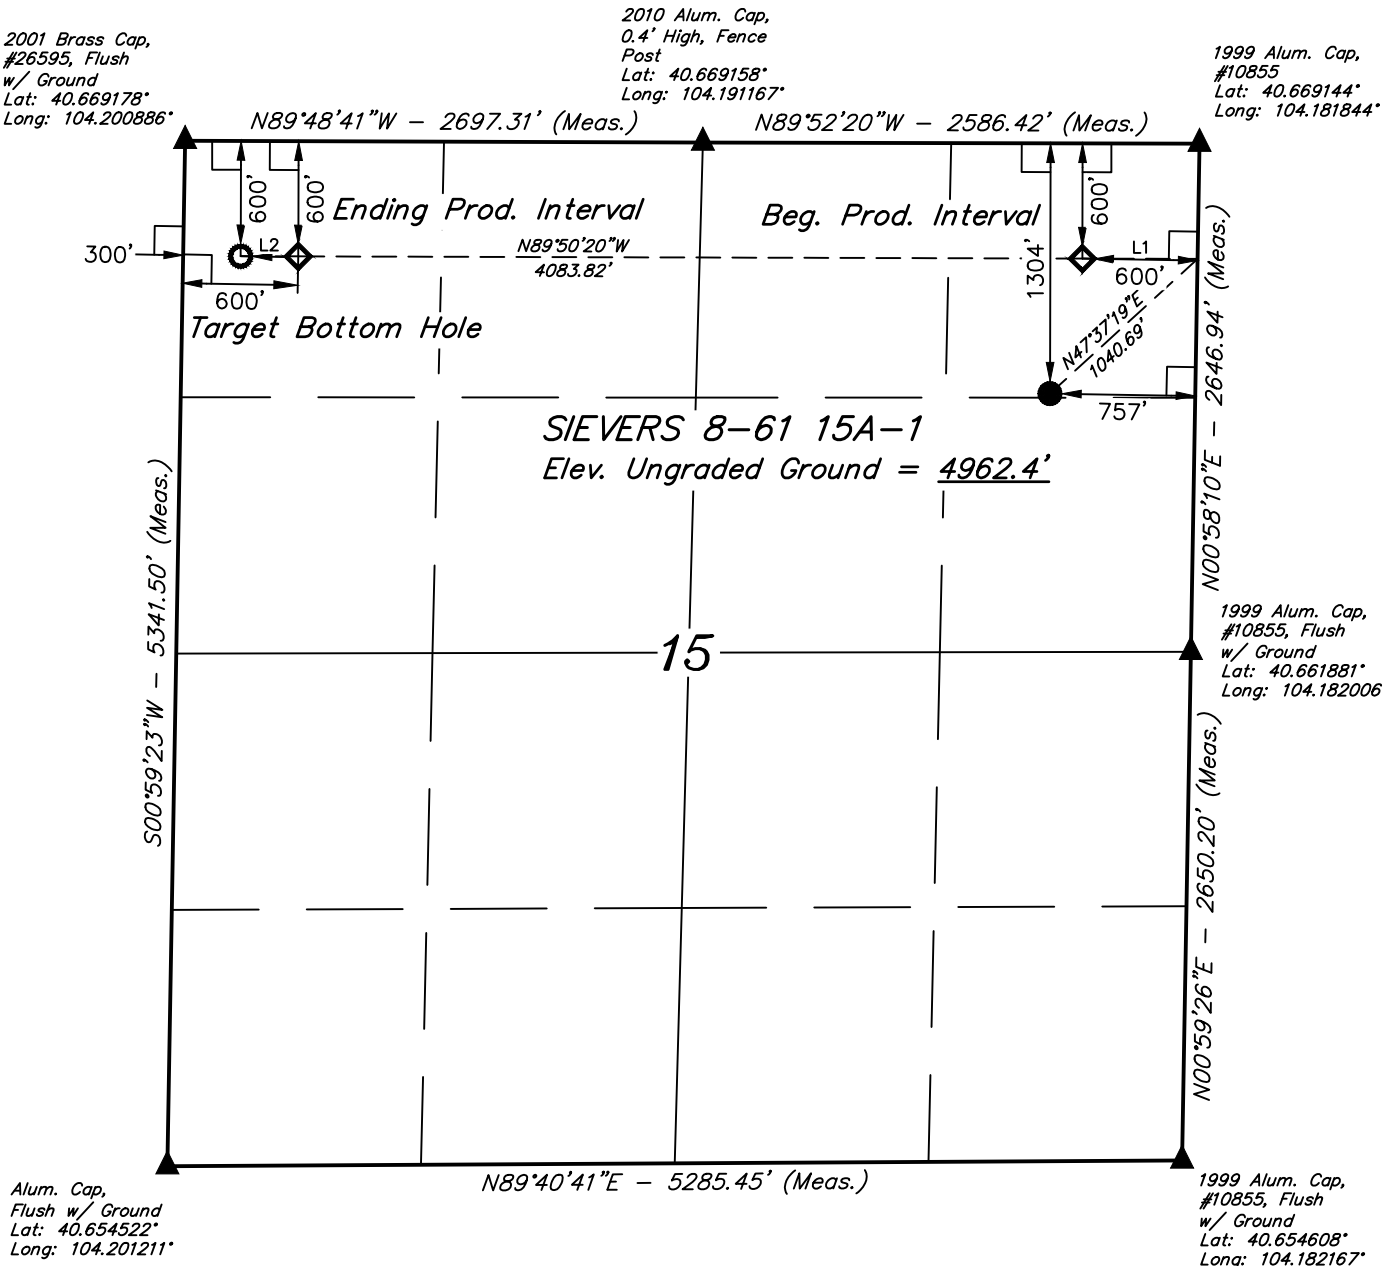 2010 Alum. Cap,
0.4' High, Fence
Post
Lat: 40.669158°
Long: 104.191167°
2001 Brass Cap,
#26595, Flush
w/ Ground
Lat: 40.669178°
Long: 104.200886°
1999 Alum. Cap,
#10855
Lat: 40.669144°
Long: 104.181844°
N89°48'41"W - 2697.31' (Meas.)
N89°52'20"W - 2586.42' (Meas.)
600'
600'
Ending Prod. Interval
Beg. Prod. Interval
600'
1304'
300'
L2
N89°50'20"W
4083.82'
L1
600'
600'
Target Bottom Hole
N47°37'19"E
1040.69'
757'
N00°58'10"E - 2646.94' (Meas.)
SIEVERS 8-61 15A-1
Elev. Ungraded Ground = 4962.4'
S00°59'23"W - 5341.50' (Meas.)
15
1999 Alum. Cap,
#10855, Flush
w/ Ground
Lat: 40.661881°
Long: 104.182006
N00°59'26"E - 2650.20' (Meas.)
N89°40'41"E - 5285.45' (Meas.)
Alum. Cap,
Flush w/ Ground
Lat: 40.654522°
Long: 104.201211°
1999 Alum. Cap,
#10855, Flush
w/ Ground
Lat: 40.654608°
Long: 104.182167°